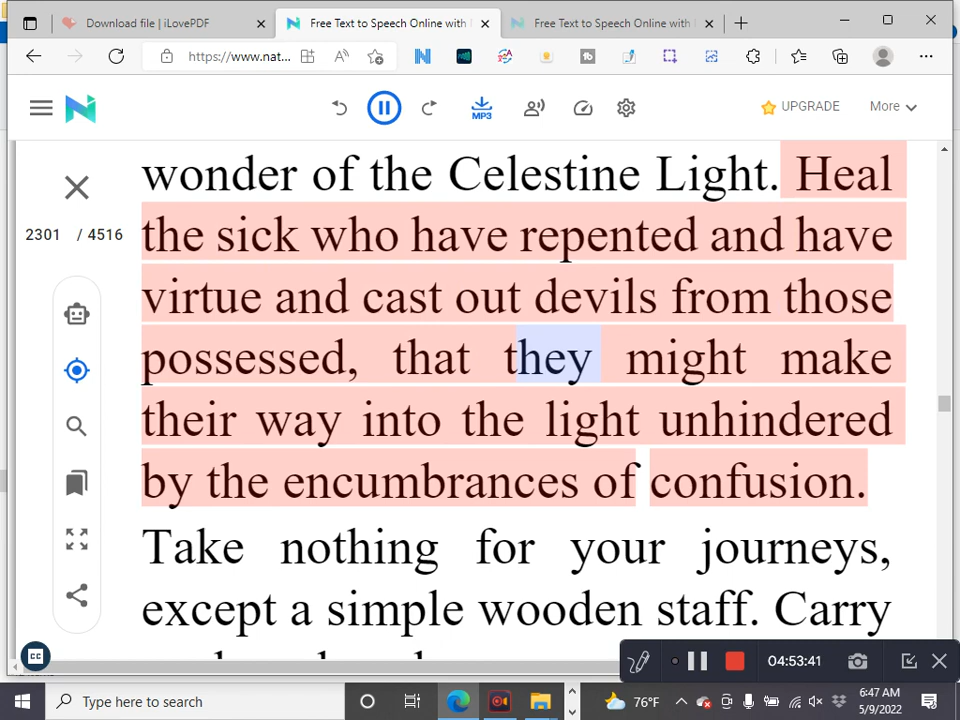 Download file | iLovePDF
Free Text to Speech Online with
Free Text to Speech Online with
https://www.nat...
UPGRADE
More
MP3
wonder of the Celestine Light. Heal
the sick who have repented and have
virtue and cast out devils from those
possessed, that they might make
their way into the light unhindered
by the encumbrances of confusion.
Take nothing for your journeys,
except a simple wooden staff. Carry
2301 / 4516
CC
04:53:41
Type here to search
76°F
6:47 AM
5/9/2022